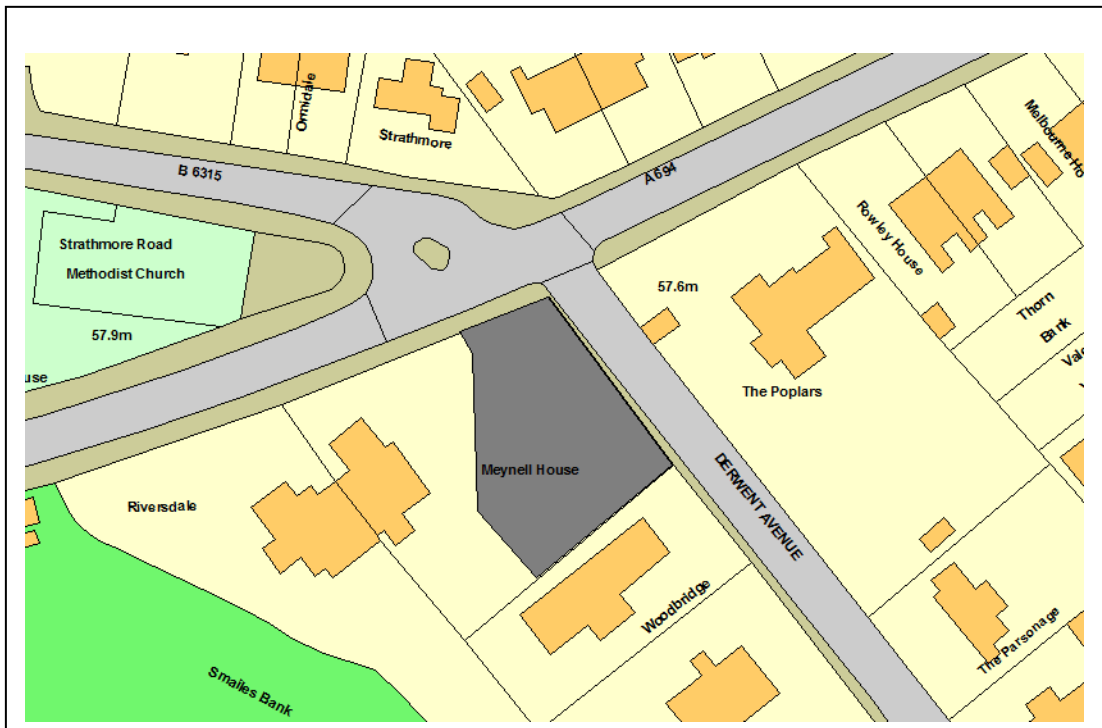 Ormidale
Strathmore
B 6315
A694
Melbourne Ho
Rowley House
Strathmore Road
Methodist Church
57.9m
use
57.6m
Thorn
Bank
The Poplars
Meynell House
DERWENT AVENUE
Riversdale
Woodbridge
The Parsonage
Smailes Bank